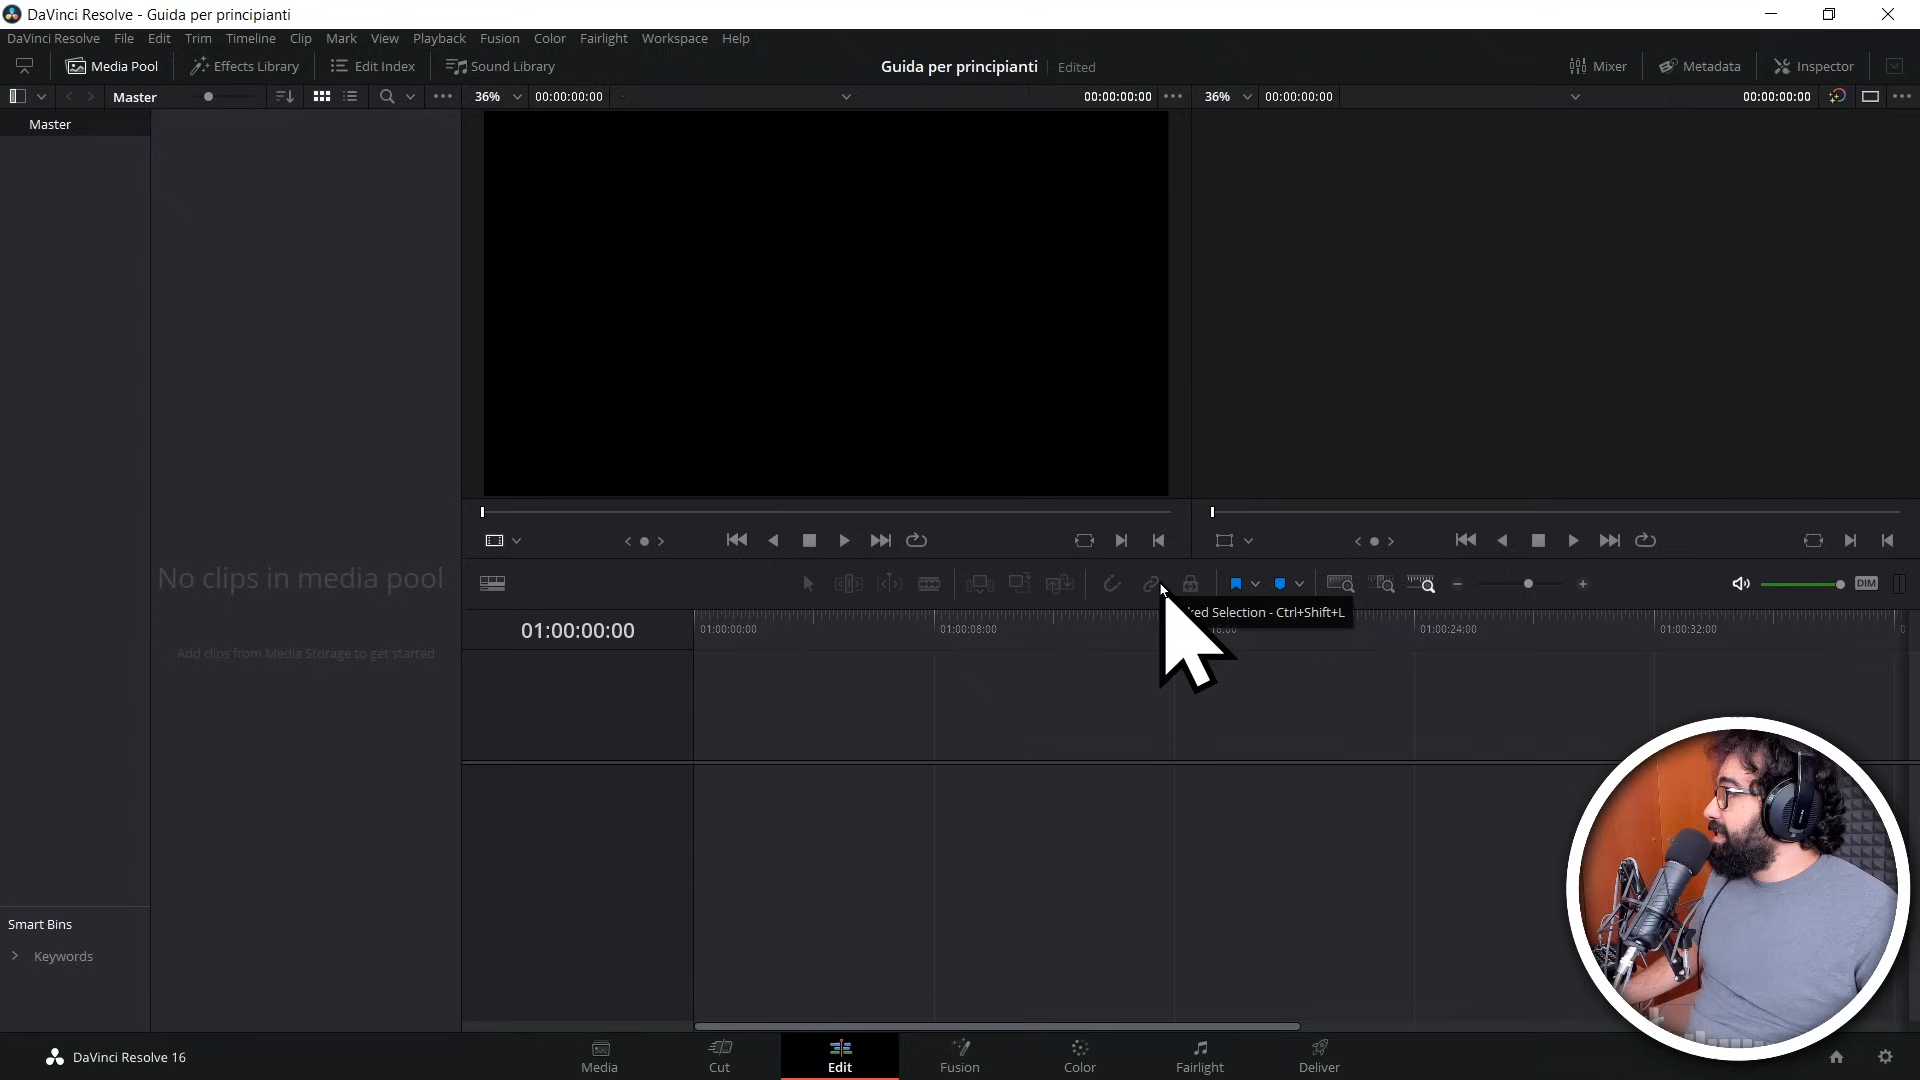 DaVinci Resolve - Guida per principianti
DaVinci Resolve File Edit Trim Timeline Clip Mark View Playback Fusion Color Fairlight Workspace Help
Media Pool Effects Library Edit Index Sound Library Guida per principianti Edited Mixer Metadata Inspector
Master 36% 00:00:00:00 00:00:00:00 36% 00:00:00:00 00:00:00:00
Master
No clips in media pool
Add clips from Media Storage to get started
DIM
Selection - Ctrl+Shift+L
01:00:00:00 01:00:00:00 01:00:08:00 01:00:24:00 01:00:32:00
Smart Bins
Keywords
DaVinci Resolve 16 Media Cut Edit Fusion Color Fairlight Deliver